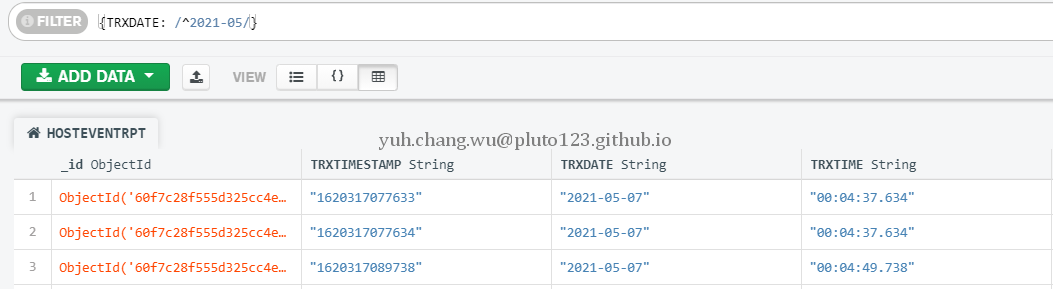 FILTER {TRXDATE: /^2021-05/}
ADD DATA VIEW {}
HOSTEVENTRPT
yuh.chang.wu@pluto123.github.io
_id ObjectId TRXTIMESTAMP String TRXDATE String TRXTIME String
1 ObjectId('60f7c28f555d325cc4e… "1620317077633" "2021-05-07" "00:04:37.634"
2 ObjectId('60f7c28f555d325cc4e… "1620317077634" "2021-05-07" "00:04:37.634"
3 ObjectId('60f7c28f555d325cc4e… "1620317089738" "2021-05-07" "00:04:49.738"